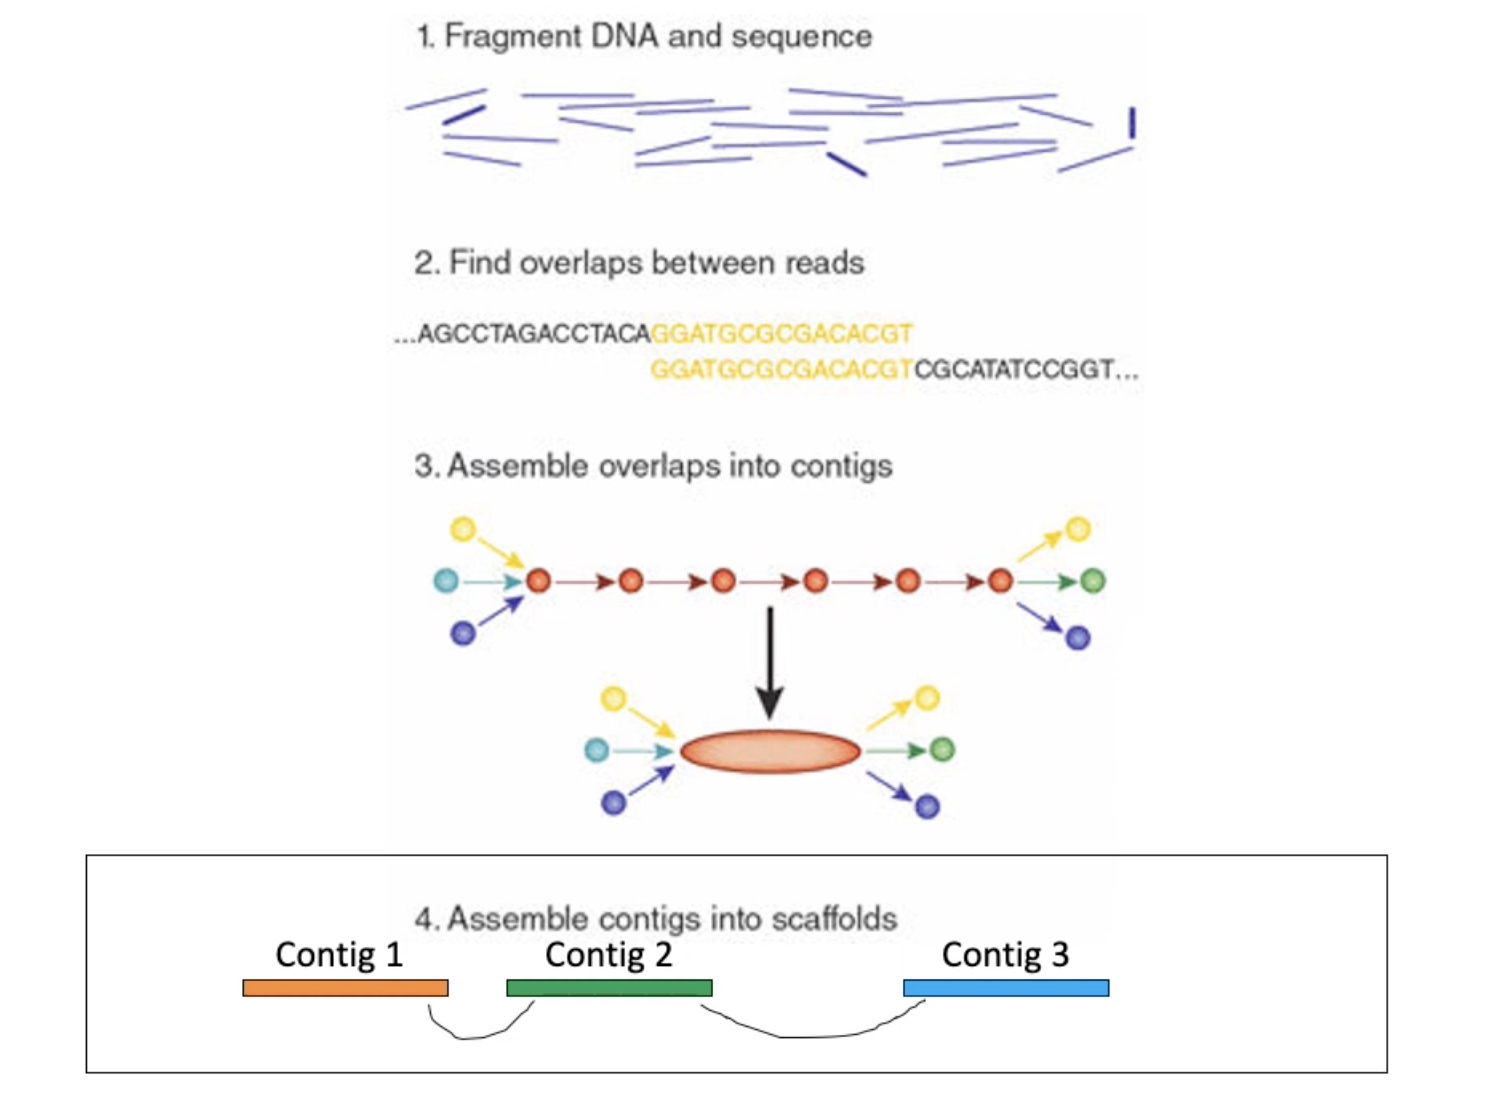 1. Fragment DNA and sequence
2. Find overlaps between reads
...AGCCTAGACCTACAGGATGCGCGACACGT
GGATGCGCGACACGTCGCATATCCGGT...
3. Assemble overlaps into contigs
4. Assemble contigs into scaffolds
Contig 1 Contig 2 Contig 3